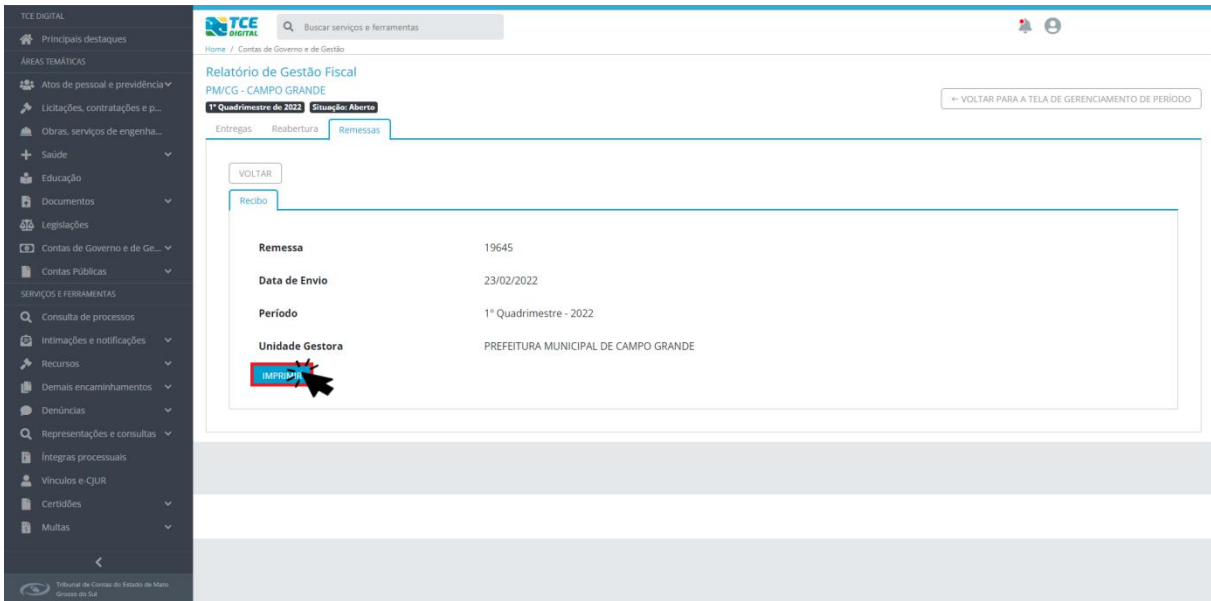 TCE DIGITAL
Principais destaques
ÁREAS TEMÁTICAS
Atos de pessoal e previdência
Licitações, contratações e p...
Obras, serviços de engenha...
Saúde
Educação
Documentos
Legislações
Contas de Governo e de Ge...
Contas Públicas
SERVIÇOS E FERRAMENTAS
Consulta de processos
Intimações e notificações
Recursos
Demais encaminhamentos
Denúncias
Representações e consultas
Íntegras processuais
Vínculos e-CJUR
Certidões
Multas
Tribunal de Contas do Estado de Mato
Grosso do Sul
TCE
DIGITAL
Buscar serviços e ferramentas
Home / Contas de Governo e de Gestão
Relatório de Gestão Fiscal
PM/CG - CAMPO GRANDE
1º Quadrimestre de 2022 Situação: Aberto
← VOLTAR PARA A TELA DE GERENCIAMENTO DE PERÍODO
Entregas Reabertura Remessas
VOLTAR
Recibo
Remessa 19645
Data de Envio 23/02/2022
Período 1º Quadrimestre - 2022
Unidade Gestora PREFEITURA MUNICIPAL DE CAMPO GRANDE
IMPRIMIR